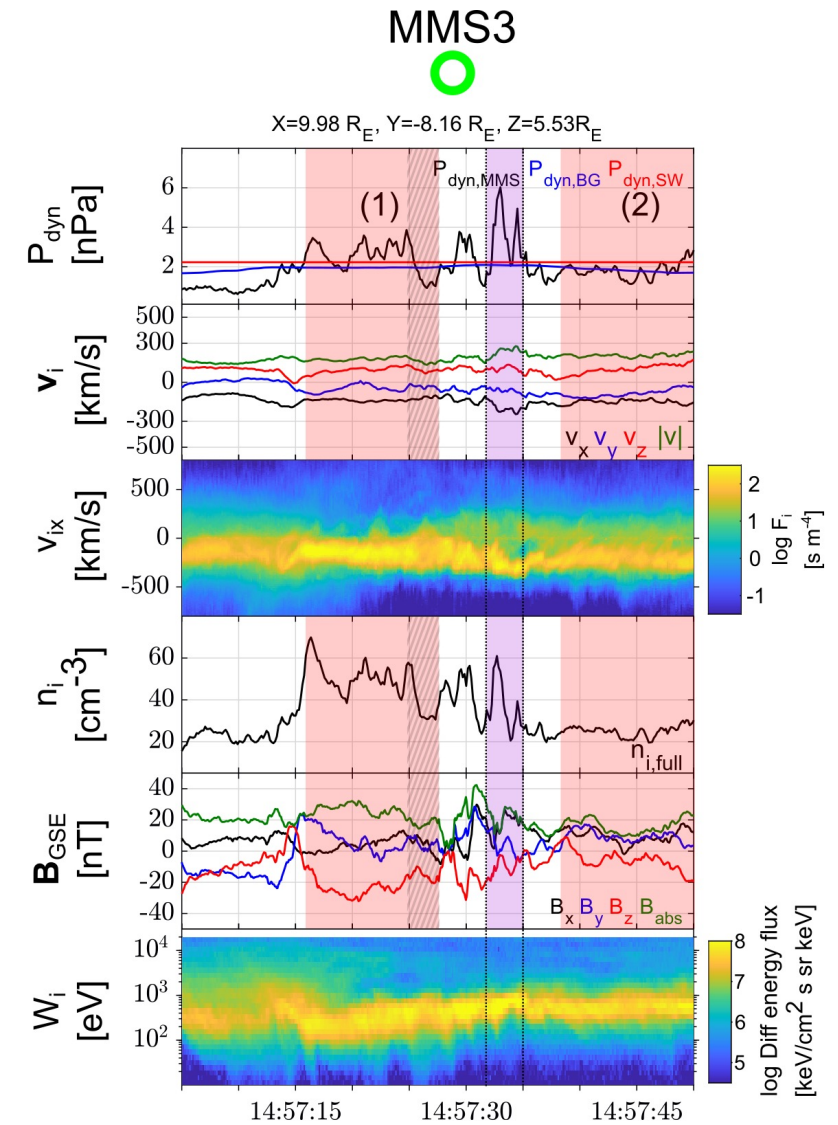 MMS3
X=9.98 R_E, Y=-8.16 R_E, Z=5.53R_E
P_dyn [nPa]
6
4
2
P_dyn,MMS P_dyn,BG P_dyn,SW
(1) (2)
v_i [km/s]
500
300
0
-300
-500
v_x v_y v_z |v|
v_ix [km/s]
500
0
-500
2
1
0
-1
log F_i [s m^-4]
n_i [cm^-3]
60
40
20
n_i,full
B_GSE [nT]
40
20
0
-20
-40
B_x B_y B_z B_abs
W_i [eV]
10^4
10^3
10^2
8
7
6
5
log Diff energy flux [keV/cm^2 s sr keV]
14:57:15 14:57:30 14:57:45